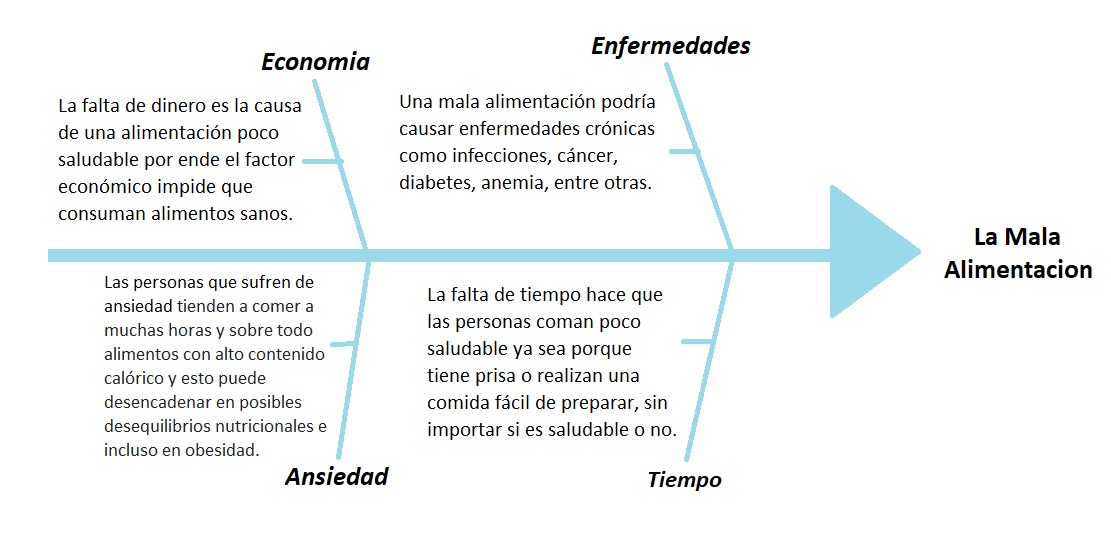 Economia
La falta de dinero es la causa
de una alimentación poco
saludable por ende el factor
económico impide que
consuman alimentos sanos.
Enfermedades
Una mala alimentación podría
causar enfermedades crónicas
como infecciones, cáncer,
diabetes, anemia, entre otras.
La Mala
Alimentacion
Las personas que sufren de
ansiedad tienden a comer a
muchas horas y sobre todo
alimentos con alto contenido
calórico y esto puede
desencadenar en posibles
desequilibrios nutricionales e
incluso en obesidad.
Ansiedad
La falta de tiempo hace que
las personas coman poco
saludable ya sea porque
tiene prisa o realizan una
comida fácil de preparar, sin
importar si es saludable o no.
Tiempo